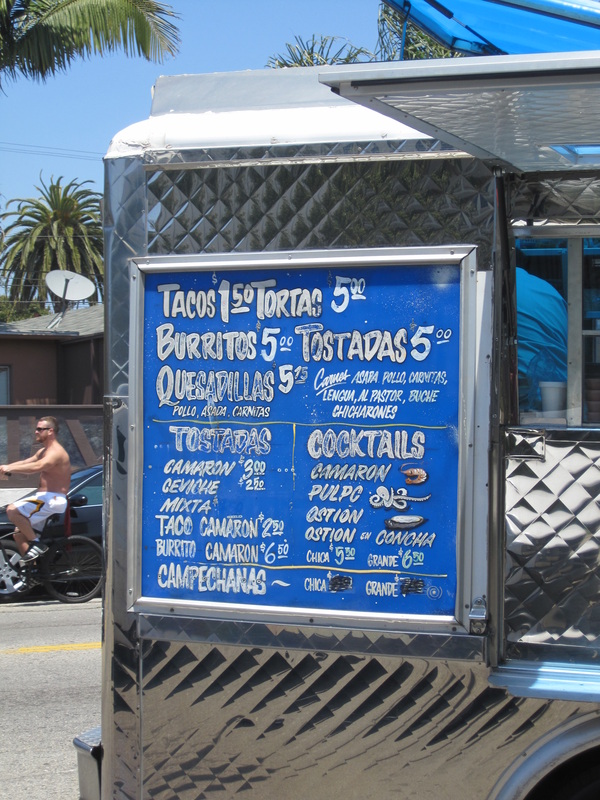 TACOS $1.50 TORTAS 5.00
BURRITOS $5.00 TOSTADAS 5.00
QUESADILLAS $5.75
POLLO, ASADA, CARNITAS
Carnes ASADA POLLO, CARNITAS,
LENGUA, AL PASTOR, BUCHE
CHICHARONES
TOSTADAS
CAMARON $3.00
CEVICHE $2.50
MIXTA
TACO CAMARON $2.50
BURRITO CAMARON $6.50
COCKTAILS
CAMARON
PULPO
OSTIÓN
OSTION EN CONCHA
CHICA $5.50 GRANDE $6.50
CAMPECHANAS ~ CHICA GRANDE